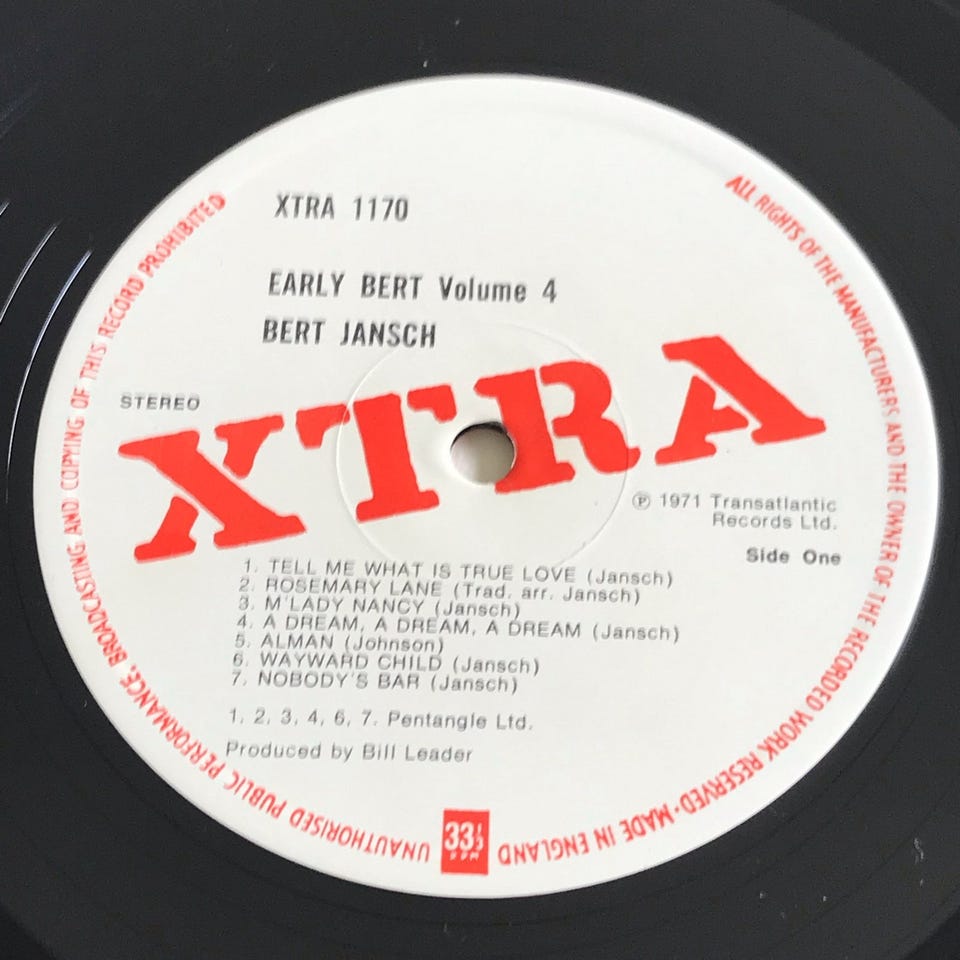 XTRA 1170
EARLY BERT Volume 4
BERT JANSCH
STEREO
XTRA
℗ 1971 Transatlantic
Records Ltd.
Side One
1. TELL ME WHAT IS TRUE LOVE (Jansch)
2. ROSEMARY LANE (Trad. arr. Jansch)
3. M'LADY NANCY (Jansch)
4. A DREAM, A DREAM, A DREAM (Jansch)
5. ALMAN (Johnson)
6. WAYWARD CHILD (Jansch)
7. NOBODY'S BAR (Jansch)
1, 2, 3, 4, 6, 7. Pentangle Ltd.
Produced by Bill Leader
33⅓
RPM
ALL RIGHTS OF THE MANUFACTURERS AND THE OWNER OF THE RECORDED WORK RESERVED·MADE IN ENGLAND
UNAUTHORISED PUBLIC PERFORMANCE, BROADCASTING AND COPYING OF THIS RECORD PROHIBITED